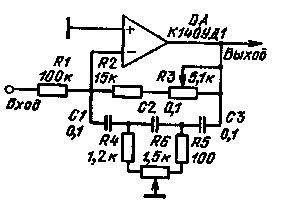 DA
К140УД1
Выход
R1
100к
R2
15к
R3
5,1к
Вход
C1
0,1
C2
0,1
C3
0,1
R4
1,2к
R6
1,5к
R5
100